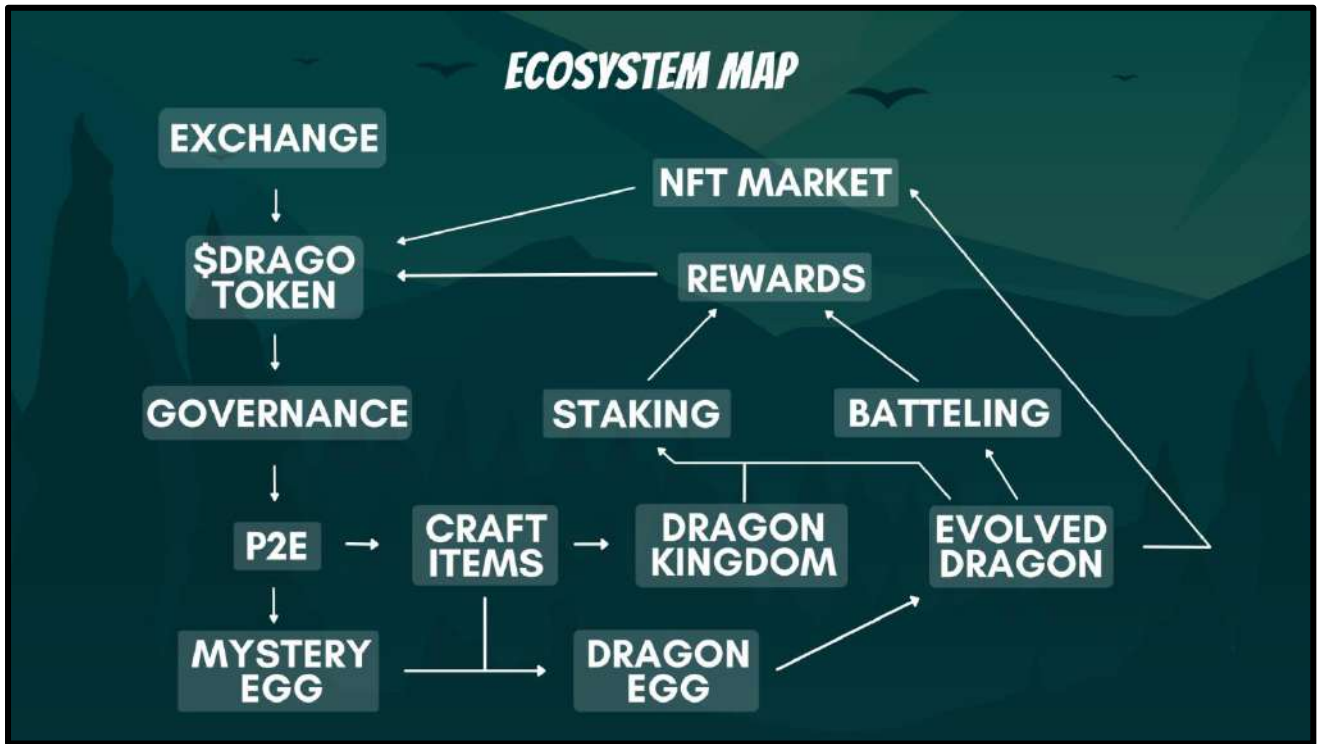 ECOSYSTEM MAP
EXCHANGE
NFT MARKET
$DRAGO
TOKEN
REWARDS
GOVERNANCE
STAKING
BATTELING
P2E
CRAFT
ITEMS
DRAGON
KINGDOM
EVOLVED
DRAGON
MYSTERY
EGG
DRAGON
EGG